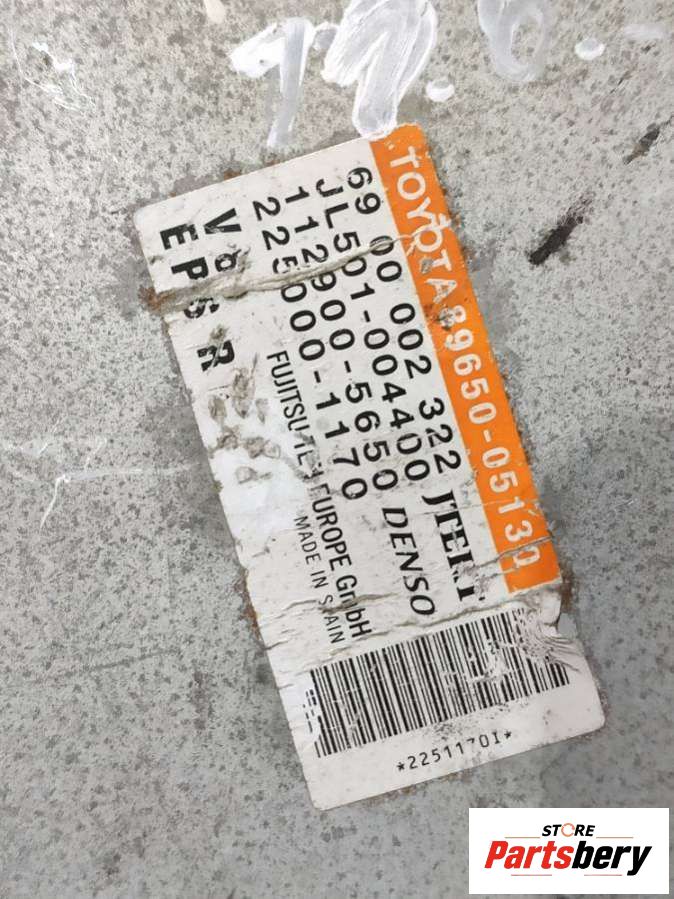 TOYOTA 89650-05130
69 00 002 322 JTEKT
JL501-004400
112900-5650 DENSO
225000-1170
FUJITSU TEN EUROPE GmbH
MADE IN SPAIN
EPS
*2251170I*
STORE
Partsbery